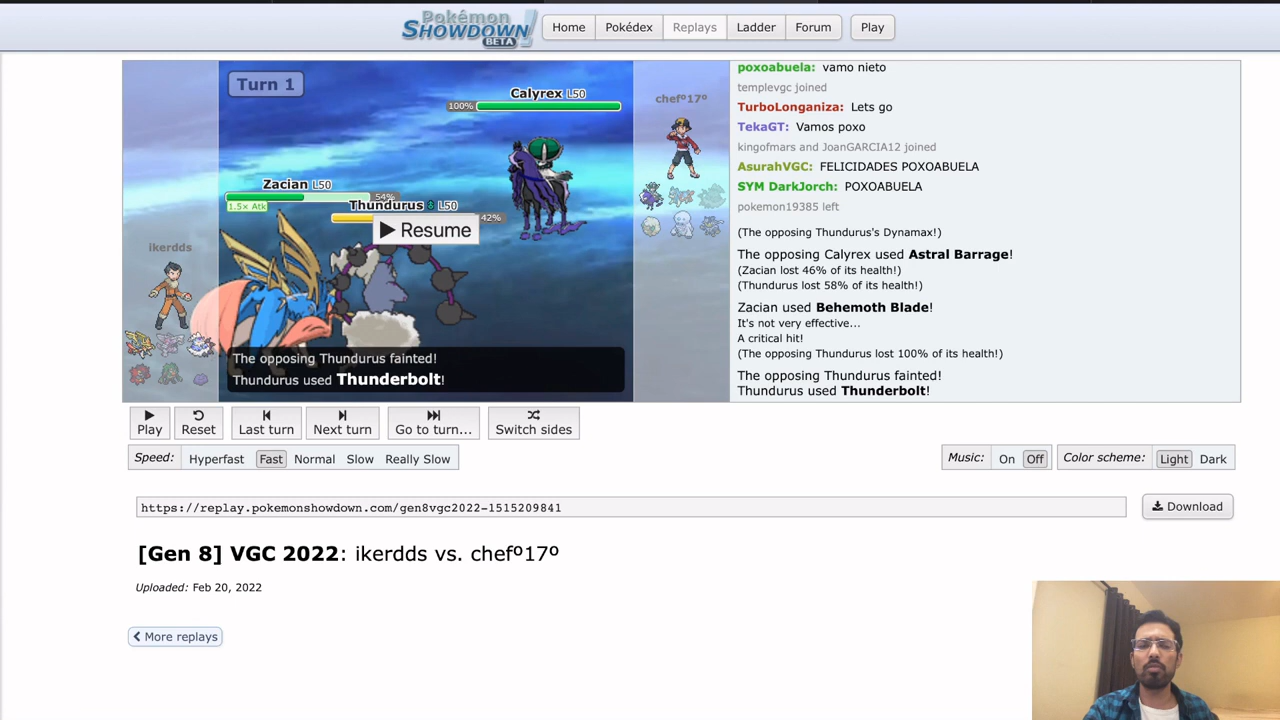 Pokémon
SHOWDOWN!
BETA
Home
Pokédex
Replays
Ladder
Forum
Play
Turn 1
Calyrex L50
100%
Zacian L50
54%
1.5× Atk
Thundurus L50
42%
Resume
ikerdds
chefº17º
The opposing Thundurus fainted!
Thundurus used Thunderbolt!
poxoabuela: vamo nieto
templevgc joined
TurboLonganiza: Lets go
TekaGT: Vamos poxo
kingofmars and JoanGARCIA12 joined
AsurahVGC: FELICIDADES POXOABUELA
SYM DarkJorch: POXOABUELA
pokemon19385 left
(The opposing Thundurus's Dynamax!)
The opposing Calyrex used Astral Barrage!
(Zacian lost 46% of its health!)
(Thundurus lost 58% of its health!)
Zacian used Behemoth Blade!
It's not very effective...
A critical hit!
(The opposing Thundurus lost 100% of its health!)
The opposing Thundurus fainted!
Thundurus used Thunderbolt!
Play
Reset
Last turn
Next turn
Go to turn...
Switch sides
Speed: Hyperfast Fast Normal Slow Really Slow
Music: On Off
Color scheme: Light Dark
https://replay.pokemonshowdown.com/gen8vgc2022-1515209841
Download
[Gen 8] VGC 2022: ikerdds vs. chefº17º
Uploaded: Feb 20, 2022
More replays